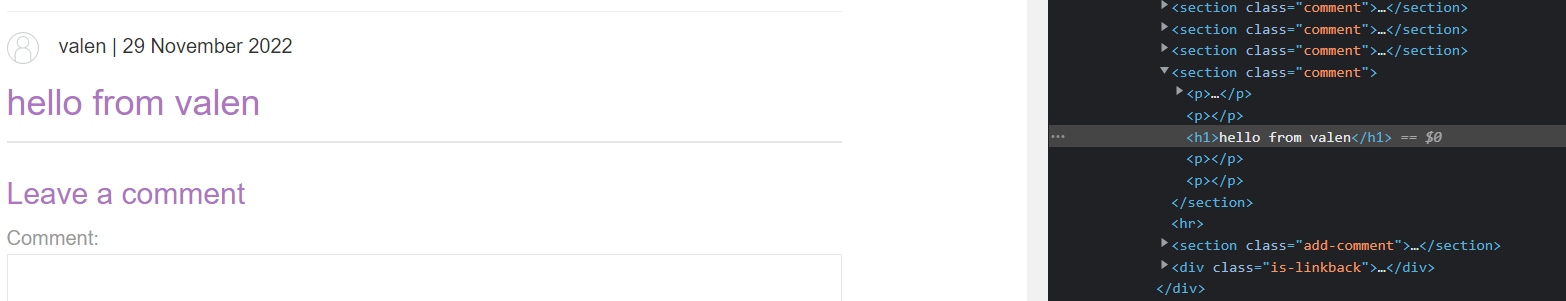 valen | 29 November 2022
hello from valen
Leave a comment
Comment:
<section class="comment">…</section>
<section class="comment">…</section>
<section class="comment">…</section>
<section class="comment">
<p>…</p>
<p></p>
… <h1>hello from valen</h1> == $0
<p></p>
<p></p>
</section>
<hr>
<section class="add-comment">…</section>
<div class="is-linkback">…</div>
</div>